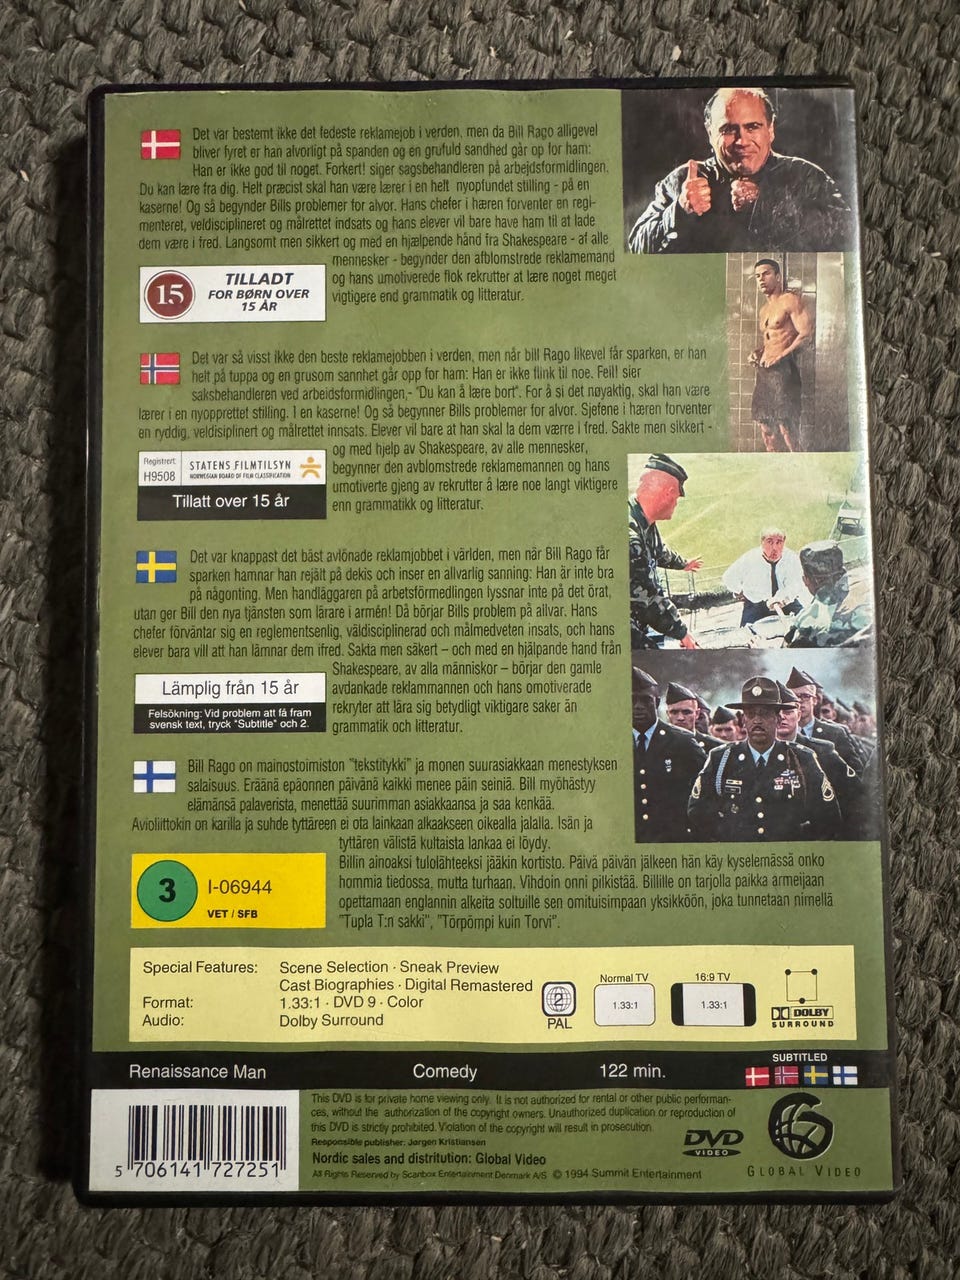 Det var bestemt ikke det fedeste reklamejob i verden, men da Bill Rago alligevel
bliver fyret er han alvorligt på spanden og en grufuld sandhed går op for ham:
Han er ikke god til noget. Forkert! siger sagsbehandleren på arbejdsformidlingen.
Du kan lære fra dig. Helt præcist skal han være lærer i en helt nyopfundet stilling - på en
kaserne! Og så begynder Bills problemer for alvor. Hans chefer i hæren forventer en regi-
menteret, veldisciplineret og målrettet indsats og hans elever vil bare have ham til at lade
dem være i fred. Langsomt men sikkert og med en hjælpende hånd fra Shakespeare - af alle
mennesker - begynder den afblomstrede reklamemand
og hans umotiverede flok rekrutter at lære noget meget
vigtigere end grammatik og litteratur.
15
TILLADT
FOR BØRN OVER
15 ÅR
Det var så visst ikke den beste reklamejobben i verden, men når bill Rago likevel får sparken, er han
helt på tuppa og en grusom sannhet går opp for ham: Han er ikke flink til noe. Feil! sier
saksbehandleren ved arbeidsformidlingen,- "Du kan å lære bort". For å si det nøyaktig, skal han være
lærer i en nyopprettet stilling. I en kaserne! Og så begynner Bills problemer for alvor. Sjefene i hæren forventer
en ryddig, veldisiplinert og målrettet innsats. Elever vil bare at han skal la dem værre i fred. Sakte men sikkert -
og med hjelp av Shakespeare, av alle mennesker,
begynner den avblomstrede reklamemannen og hans
umotiverte gjeng av rekrutter å lære noe langt viktigere
enn grammatikk og litteratur.
Registrert
H9508
STATENS FILMTILSYN
NORWEGIAN BOARD OF FILM CLASSIFICATION
Tillatt over 15 år
Det var knappast det bäst avlönade reklamjobbet i världen, men när Bill Rago får
sparken hamnar han rejält på dekis och inser en allvarlig sanning: Han är inte bra
på någonting. Men handläggaren på arbetsförmedlingen lyssnar inte på det örat,
utan ger Bill den nya tjänsten som lärare i armén! Då börjar Bills problem på allvar. Hans
chefer förväntar sig en reglementsenlig, väldisciplinerad och målmedveten insats, och hans
elever bara vill att han lämnar dem ifred. Sakta men säkert – och med en hjälpande hand från
Shakespeare, av alla människor – börjar den gamle
avdankade reklammannen och hans omotiverade
rekryter att lära sig betydligt viktigare saker än
grammatik och litteratur.
Lämplig från 15 år
Felsökning: Vid problem att få fram
svensk text, tryck "Subtitle" och 2.
Bill Rago on mainostoimiston "tekstitykki" ja monen suurasiakkaan menestyksen
salaisuus. Eräänä epäonnen päivänä kaikki menee päin seiniä. Bill myöhästyy
elämänsä palaverista, menettää suurimman asiakkaansa ja saa kenkää.
Avioliittokin on karilla ja suhde tyttäreen ei ota lainkaan alkaakseen oikealla jalalla. Isän ja
tyttären välistä kultaista lankaa ei löydy.
Billin ainoaksi tulolähteeksi jääkin kortisto. Päivä päivän jälkeen hän käy kyselemässä onko
hommia tiedossa, mutta turhaan. Vihdoin onni pilkistää. Billille on tarjolla paikka armeijaan
opettamaan englannin alkeita soltuille sen omituisimpaan yksikköön, joka tunnetaan nimellä
"Tupla T:n sakki", "Törpömpi kuin Torvi".
3
I-06944
VET / SFB
Special Features: Scene Selection · Sneak Preview
Cast Biographies · Digital Remastered
Format: 1.33:1 · DVD 9 · Color
Audio: Dolby Surround
2
PAL
Normal TV
1.33:1
16:9 TV
1.33:1
DOLBY
SURROUND
Renaissance Man Comedy 122 min.
SUBTITLED
This DVD is for private home viewing only. It is not authorized for rental or other public performan-
ces, without the authorization of the copyright owners. Unauthorized duplication or reproduction of
this DVD is strictly prohibited. Violation of the copyright will result in prosecution.
Responsible publisher: Jørgen Kristiansen
Nordic sales and distribution: Global Video
All Rights Reserved by Scanbox Entertainment Denmark A/S © 1994 Summit Entertainment
DVD
VIDEO
GLOBAL VIDEO
5 706141 727251